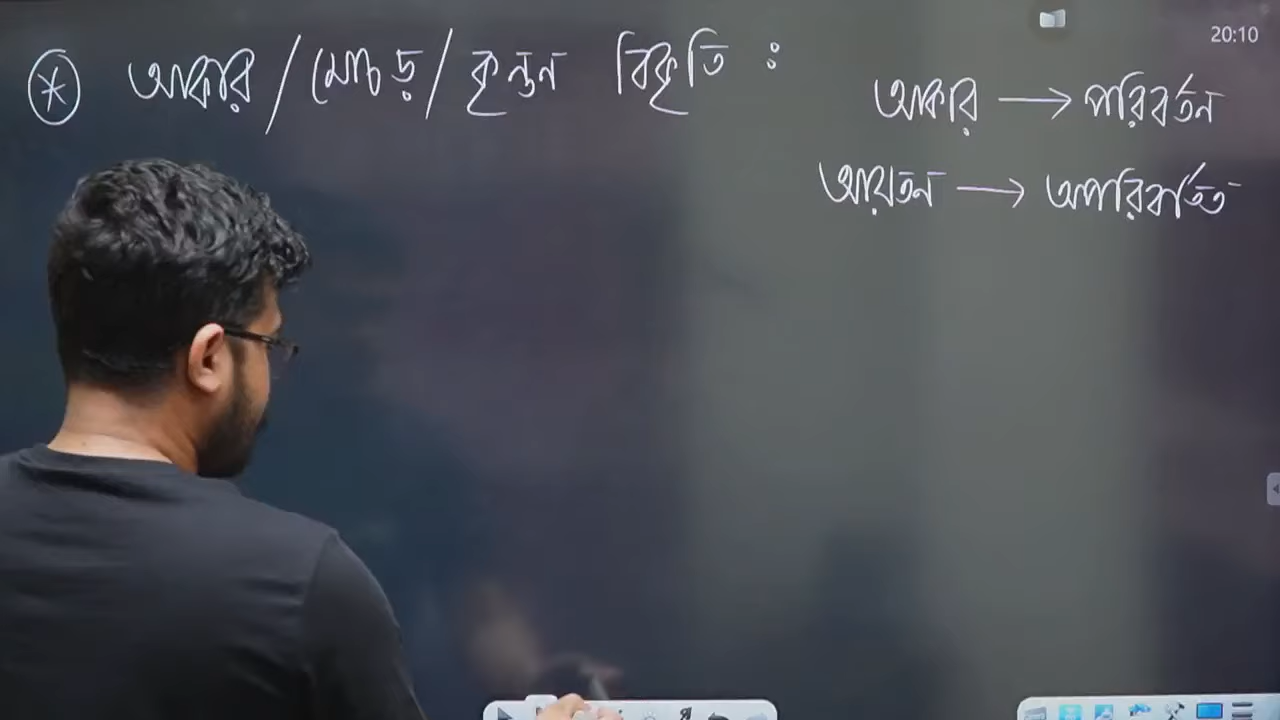 * আকার / মোচড় / কৃন্তন বিকৃতি :
20:10
আকার → পরিবর্তন
আয়তন → অপরিবর্তিত